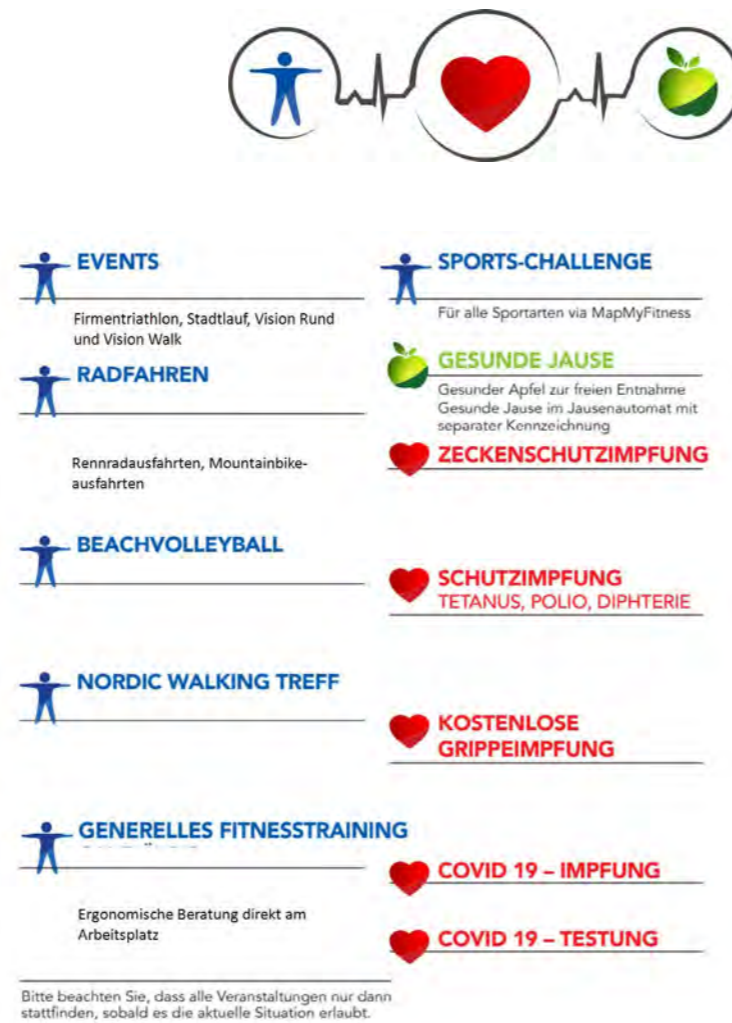 EVENTS
Firmentriathlon, Stadtlauf, Vision Rund
und Vision Walk
RADFAHREN
Rennradausfahrten, Mountainbike-
ausfahrten
BEACHVOLLEYBALL
NORDIC WALKING TREFF
GENERELLES FITNESSTRAINING
Ergonomische Beratung direkt am
Arbeitsplatz
Bitte beachten Sie, dass alle Veranstaltungen nur dann
stattfinden, sobald es die aktuelle Situation erlaubt.
SPORTS-CHALLENGE
Für alle Sportarten via MapMyFitness
GESUNDE JAUSE
Gesunder Apfel zur freien Entnahme
Gesunde Jause im Jausenautomat mit
separater Kennzeichnung
ZECKENSCHUTZIMPFUNG
SCHUTZIMPFUNG
TETANUS, POLIO, DIPHTERIE
KOSTENLOSE
GRIPPEIMPFUNG
COVID 19 – IMPFUNG
COVID 19 – TESTUNG